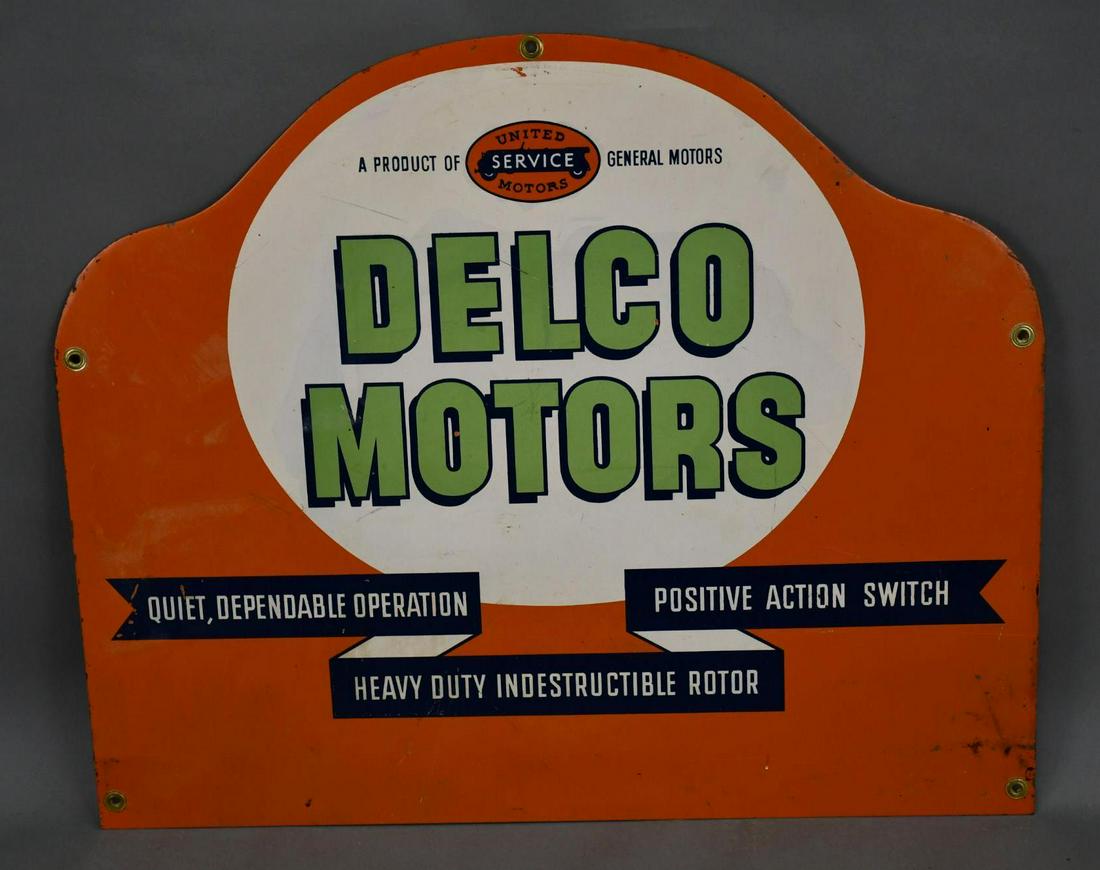 A PRODUCT OF UNITED SERVICE MOTORS GENERAL MOTORS
DELCO
MOTORS
QUIET, DEPENDABLE OPERATION
POSITIVE ACTION SWITCH
HEAVY DUTY INDESTRUCTIBLE ROTOR